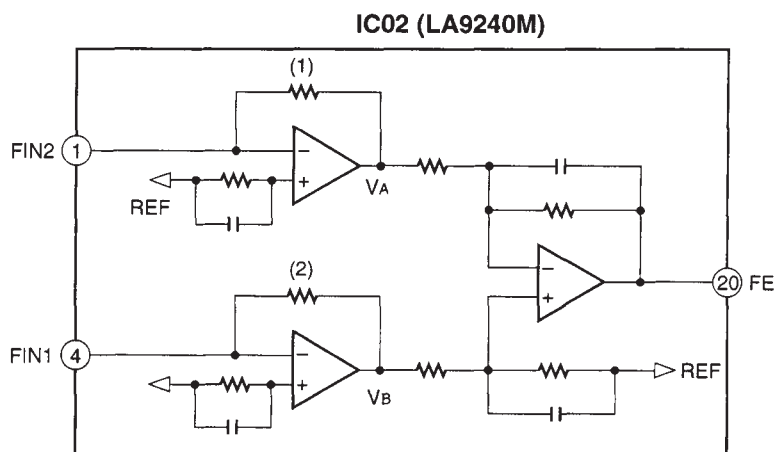 IC02 (LA9240M)
(1)
FIN2 1
REF
VA
(2)
20 FE
FIN1 4
REF
VB